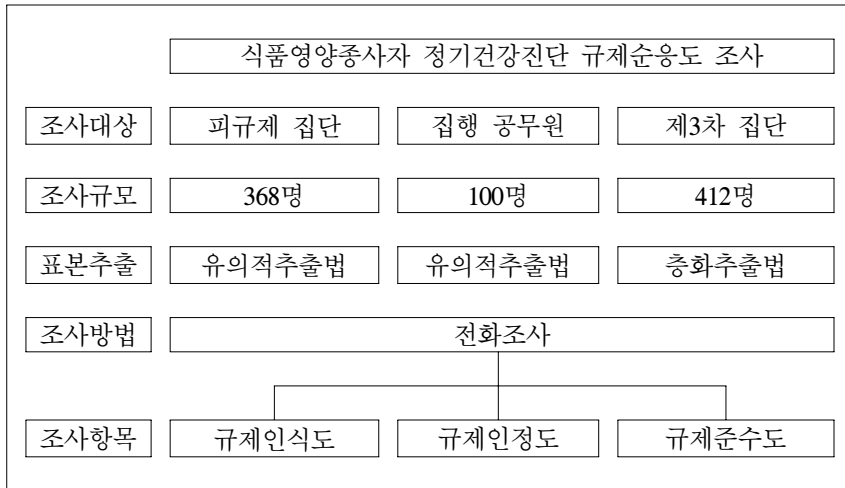 식품영양종사자 정기건강진단 규제순응도 조사
조사대상 피규제 집단 집행 공무원 제3차 집단
조사규모 368명 100명 412명
표본추출 유의적추출법 유의적추출법 층화추출법
조사방법 전화조사
조사항목 규제인식도 규제인정도 규제준수도